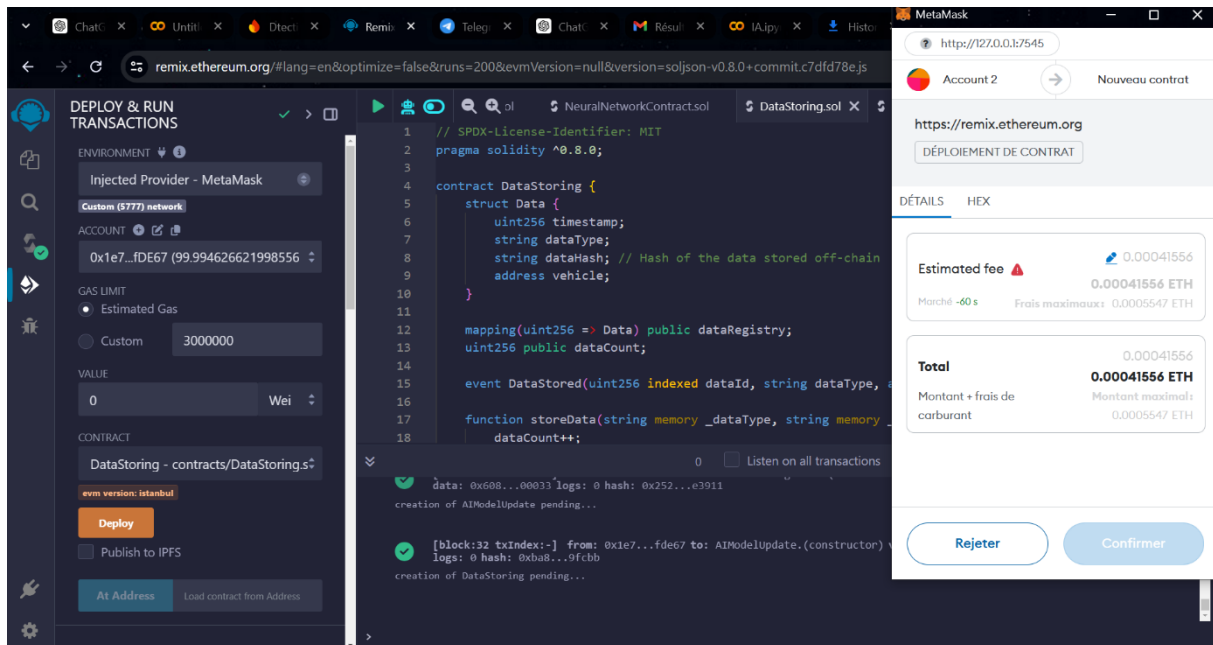 ChatG
Untitl
Dtecti
Remix
Telegr
ChatG
Résult
IA.ipy
Histor
remix.ethereum.org/#lang=en&optimize=false&runs=200&evmVersion=null&version=soljson-v0.8.0+commit.c7dfd78e.js
DEPLOY & RUN
TRANSACTIONS
ENVIRONMENT
Injected Provider - MetaMask
Custom (5777) network
ACCOUNT
0x1e7...fDE67 (99.994626621998556
GAS LIMIT
Estimated Gas
Custom
3000000
VALUE
0
Wei
CONTRACT
DataStoring - contracts/DataStoring.s
evm version: istanbul
Deploy
Publish to IPFS
At Address
Load contract from Address
ol
NeuralNetworkContract.sol
DataStoring.sol
1 // SPDX-License-Identifier: MIT
2 pragma solidity ^0.8.0;
3
4 contract DataStoring {
5 struct Data {
6 uint256 timestamp;
7 string dataType;
8 string dataHash; // Hash of the data stored off-chain
9 address vehicle;
10 }
11
12 mapping(uint256 => Data) public dataRegistry;
13 uint256 public dataCount;
14
15 event DataStored(uint256 indexed dataId, string dataType, a
16
17 function storeData(string memory _dataType, string memory _
18 dataCount++;
0
Listen on all transactions
data: 0x608...00033 logs: 0 hash: 0x252...e3911
creation of AIModelUpdate pending...
[block:32 txIndex:-] from: 0x1e7...fde67 to: AIModelUpdate.(constructor) v
logs: 0 hash: 0xba8...9fcbb
creation of DataStoring pending...
>
MetaMask
http://127.0.0.1:7545
Account 2
Nouveau contrat
https://remix.ethereum.org
DÉPLOIEMENT DE CONTRAT
DÉTAILS
HEX
Estimated fee
0.00041556
0.00041556 ETH
Marché -60 s
Frais maximaux: 0.0005547 ETH
Total
0.00041556
0.00041556 ETH
Montant + frais de
carburant
Montant maximal:
0.0005547 ETH
Rejeter
Confirmer